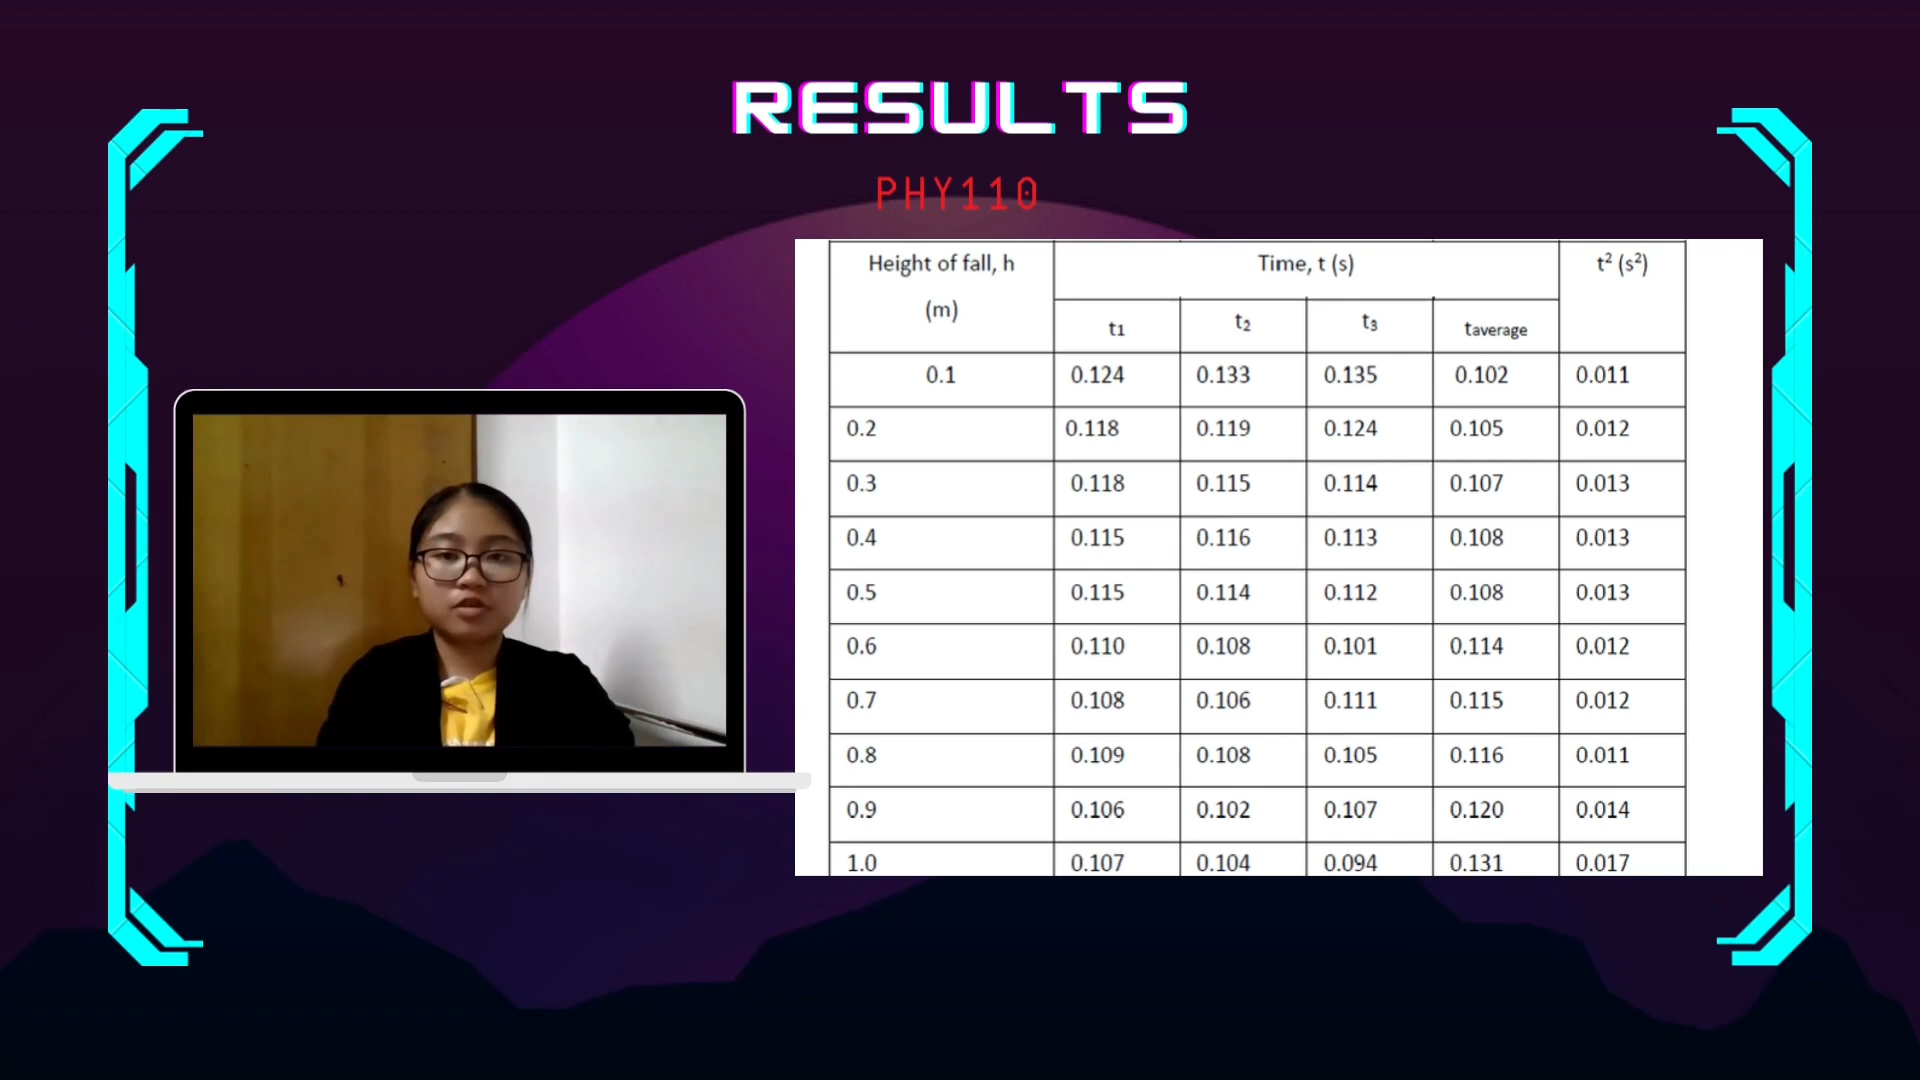 RESULTS
PHY110
Height of fall, h
(m)
Time, t (s)
t² (s²)
t1
t₂
t₃
taverage
0.1 0.124 0.133 0.135 0.102 0.011
0.2 0.118 0.119 0.124 0.105 0.012
0.3 0.118 0.115 0.114 0.107 0.013
0.4 0.115 0.116 0.113 0.108 0.013
0.5 0.115 0.114 0.112 0.108 0.013
0.6 0.110 0.108 0.101 0.114 0.012
0.7 0.108 0.106 0.111 0.115 0.012
0.8 0.109 0.108 0.105 0.116 0.011
0.9 0.106 0.102 0.107 0.120 0.014
1.0 0.107 0.104 0.094 0.131 0.017